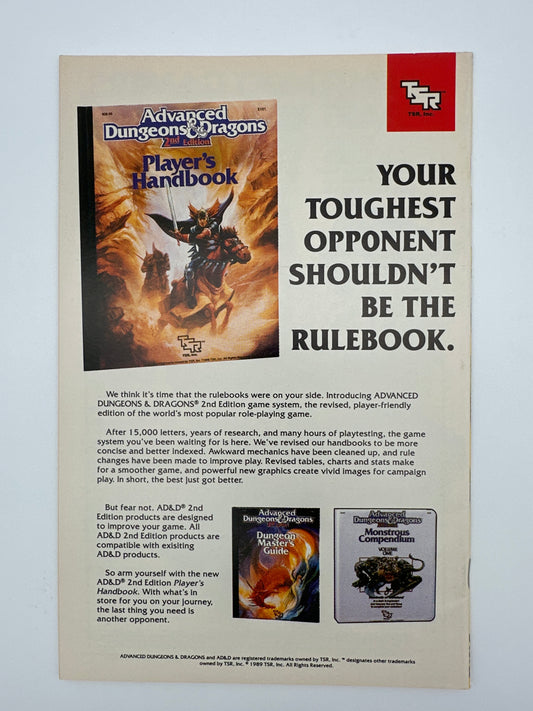 TSR
TSR, Inc.
Advanced
Dungeons & Dragons
2nd Edition
Player's
Handbook
TSR
TSR, Inc.
YOUR
TOUGHEST
OPPONENT
SHOULDN'T
BE THE
RULEBOOK.
We think it's time that the rulebooks were on your side. Introducing ADVANCED
DUNGEONS & DRAGONS® 2nd Edition game system, the revised, player-friendly
edition of the world's most popular role-playing game.
After 15,000 letters, years of research, and many hours of playtesting, the game
system you've been waiting for is here. We've revised our handbooks to be more
concise and better indexed. Awkward mechanics have been cleaned up, and rule
changes have been made to improve play. Revised tables, charts and stats make
for a smoother game, and powerful new graphics create vivid images for campaign
play. In short, the best just got better.
But fear not. AD&D® 2nd
Edition products are designed
to improve your game. All
AD&D 2nd Edition products are
compatible with exisiting
AD&D products.
So arm yourself with the new
AD&D® 2nd Edition Player's
Handbook. With what's in
store for you on your journey,
the last thing you need is
another opponent.
Advanced
Dungeons & Dragons
Dungeon
Master's
Guide
Advanced
Dungeons & Dragons
Monstrous
Compendium
VOLUME
ONE
TSR
ADVANCED DUNGEONS & DRAGONS and AD&D are registered trademarks owned by TSR, Inc. ™ designates other trademarks
owned by TSR, Inc. © 1989 TSR, Inc. All Rights Reserved.